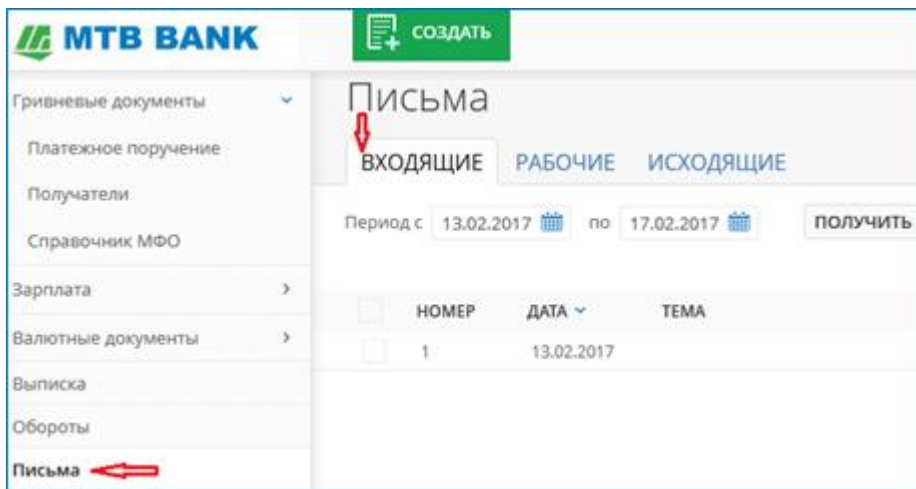 MTB BANK
СОЗДАТЬ
Гривневые документы
Платежное поручение
Получатели
Справочник МФО
Зарплата
Валютные документы
Выписка
Обороты
Письма
Письма
ВХОДЯЩИЕ РАБОЧИЕ ИСХОДЯЩИЕ
Период с 13.02.2017 по 17.02.2017 ПОЛУЧИТЬ
НОМЕР ДАТА ТЕМА
1 13.02.2017